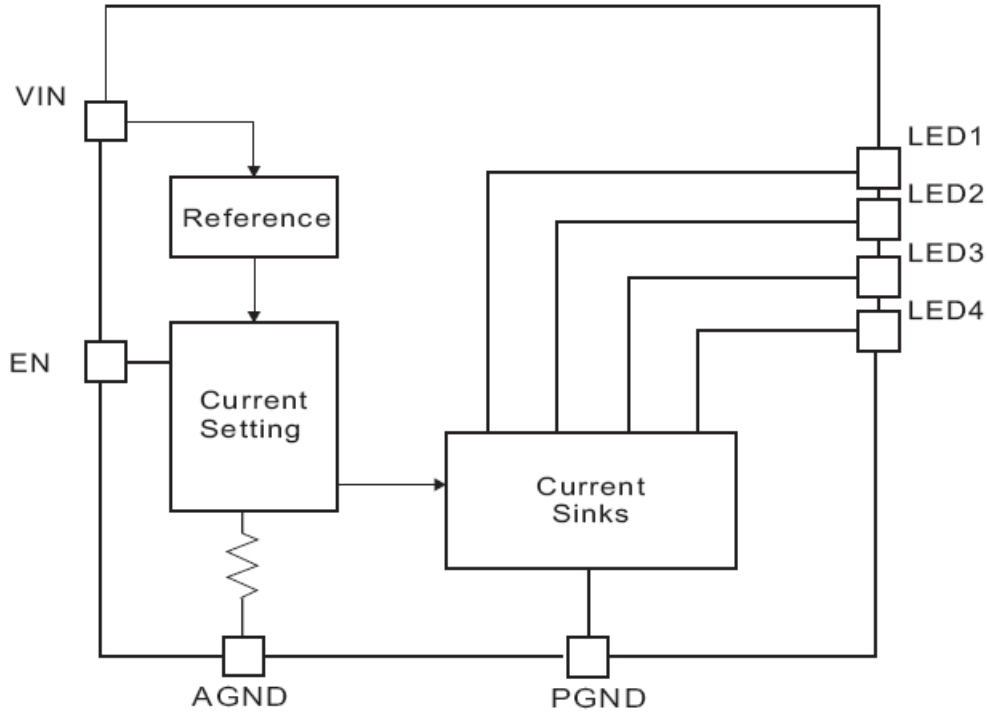 VIN
LED1
LED2
Reference
LED3
LED4
EN
Current
Setting
Current
Sinks
AGND
PGND